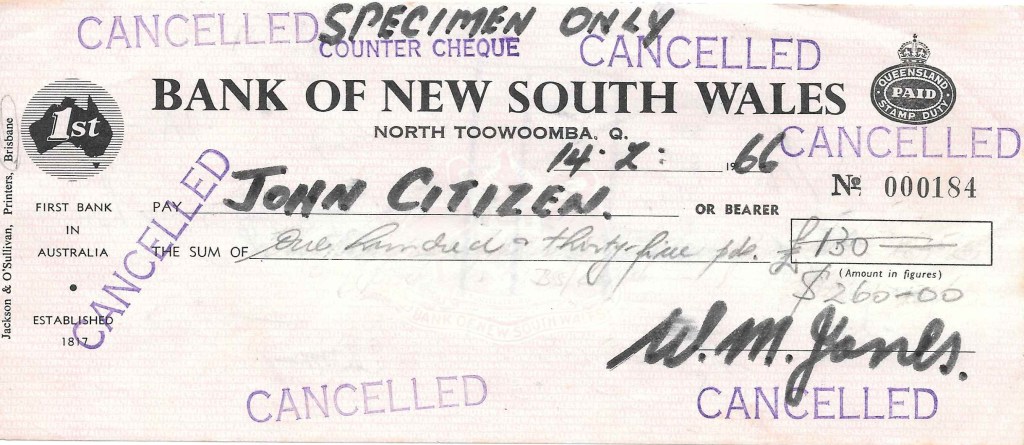 CANCELLED SPECIMEN ONLY
COUNTER CHEQUE CANCELLED
BANK OF NEW SOUTH WALES
QUEENSLAND
PAID
STAMP DUTY
1st
NORTH TOOWOOMBA, Q.
CANCELLED
14·2· 1966
Nº 000184
CANCELLED
PAY JOHN CITIZEN. OR BEARER
THE SUM OF One hundred & thirty-five pds. £130
(Amount in figures)
$260-00
FIRST BANK
IN
AUSTRALIA
•
ESTABLISHED
1817
W.M. Jones.
CANCELLED
CANCELLED
Jackson & O'Sullivan, Printers, Brisbane